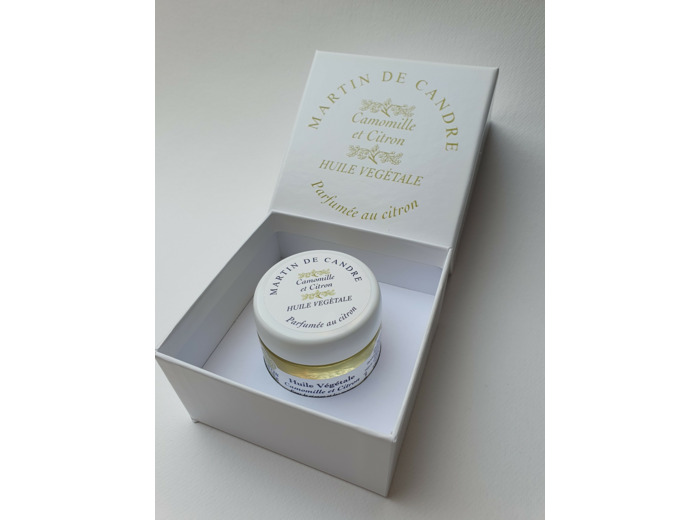 MARTIN DE CANDRE
Camomille
et Citron
HUILE VEGÉTALE
Parfumée au citron
MARTIN DE CANDRE
Camomille
et Citron
HUILE VEGÉTALE
Parfumée au citron
Huile Végétale
Camomille et Citron